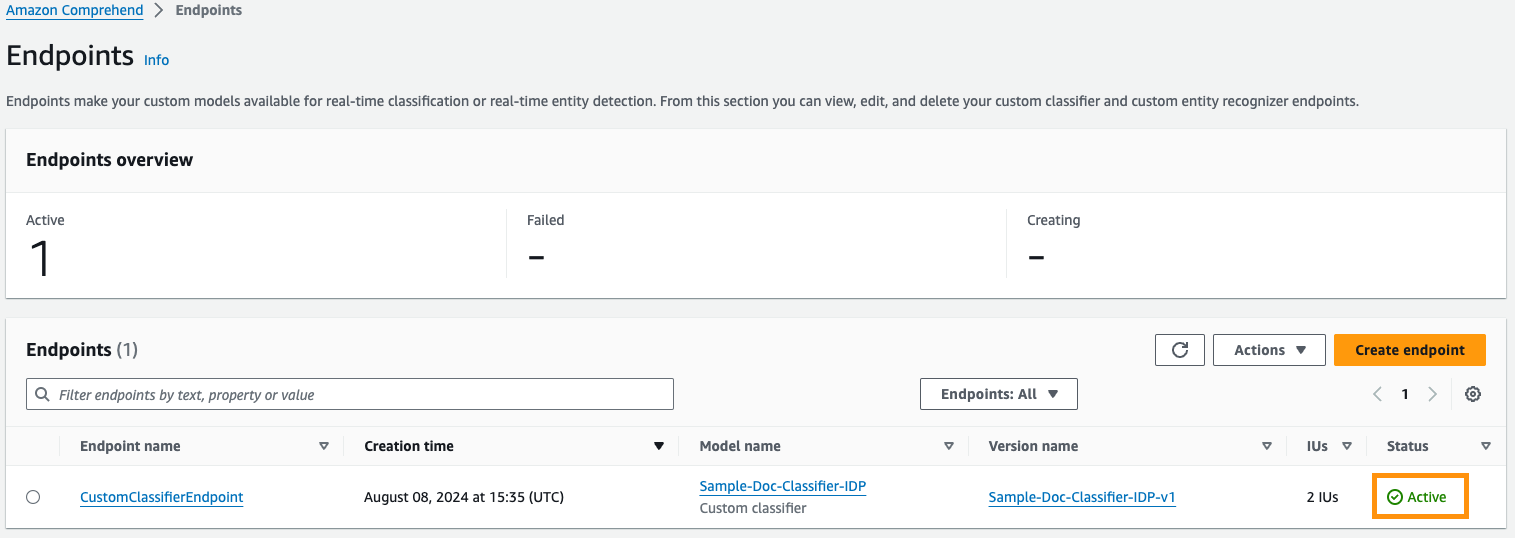 Amazon Comprehend > Endpoints
Endpoints Info
Endpoints make your custom models available for real-time classification or real-time entity detection. From this section you can view, edit, and delete your custom classifier and custom entity recognizer endpoints.
Endpoints overview
Active Failed Creating
1 – –
Endpoints (1) Actions Create endpoint
Filter endpoints by text, property or value Endpoints: All 1
Endpoint name Creation time Model name Version name IUs Status
CustomClassifierEndpoint August 08, 2024 at 15:35 (UTC) Sample-Doc-Classifier-IDP Sample-Doc-Classifier-IDP-v1 2 IUs Active
Custom classifier